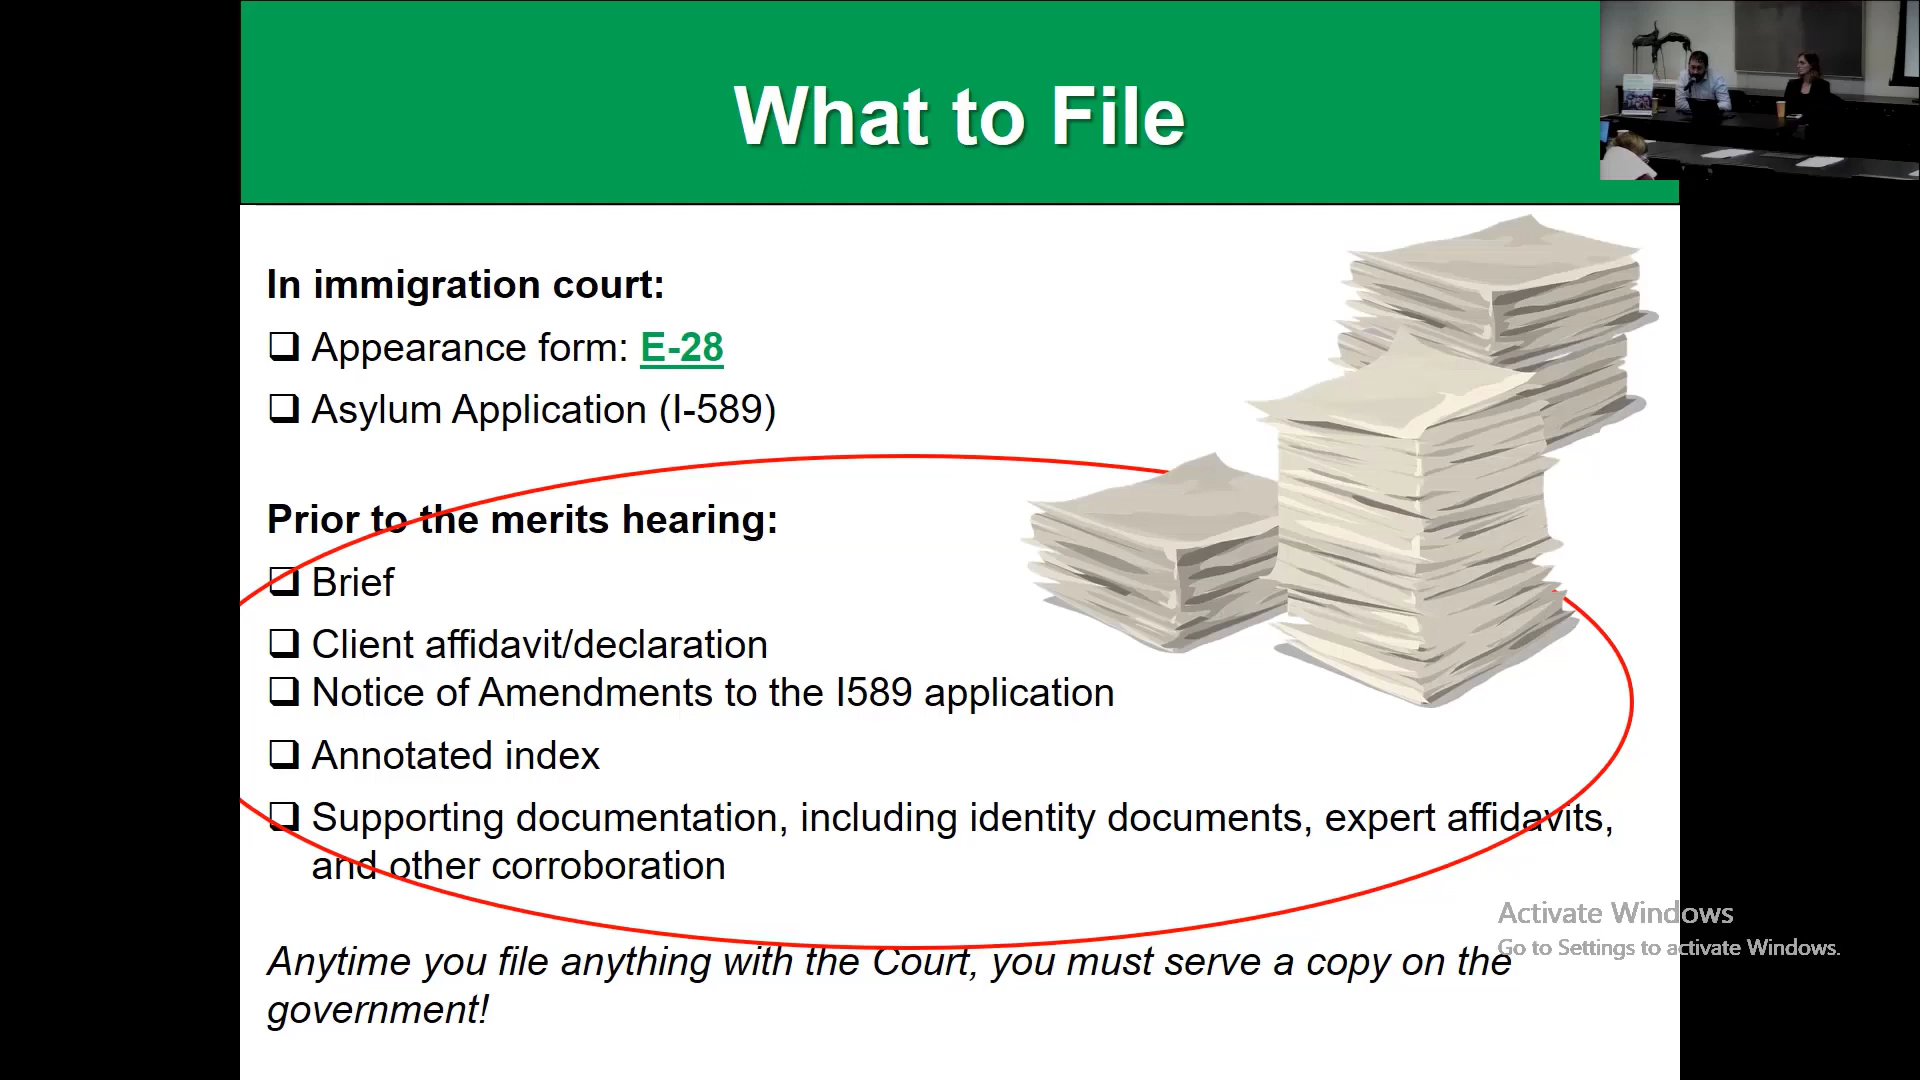 What to File
In immigration court:
❑ Appearance form: E-28
❑ Asylum Application (I-589)
Prior to the merits hearing:
❑ Brief
❑ Client affidavit/declaration
❑ Notice of Amendments to the I589 application
❑ Annotated index
❑ Supporting documentation, including identity documents, expert affidavits,
and other corroboration
Anytime you file anything with the Court, you must serve a copy on the
government!
Activate Windows
Go to Settings to activate Windows.